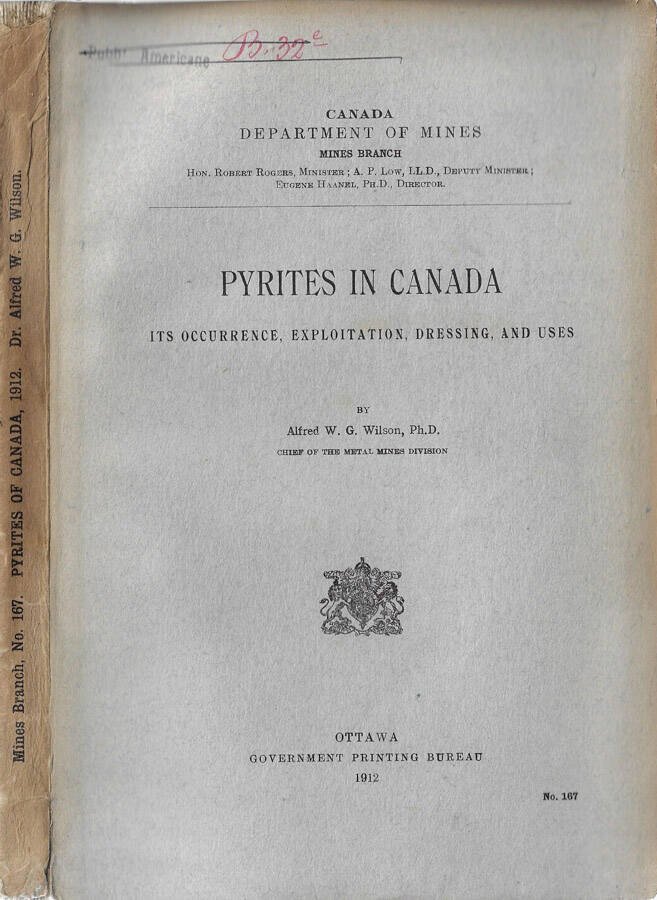 Americane
B. 32e
CANADA
DEPARTMENT OF MINES
MINES BRANCH
HON. ROBERT ROGERS, MINISTER; A. P. LOW, LL.D., DEPUTY MINISTER;
EUGENE HAANEL, PH.D., DIRECTOR.
PYRITES IN CANADA
ITS OCCURRENCE, EXPLOITATION, DRESSING, AND USES
BY
Alfred W. G. Wilson, Ph.D.
CHIEF OF THE METAL MINES DIVISION
OTTAWA
GOVERNMENT PRINTING BUREAU
1912
No. 167
Mines Branch, No. 167. PYRITES OF CANADA, 1912. Dr. Alfred W. G. Wilson.